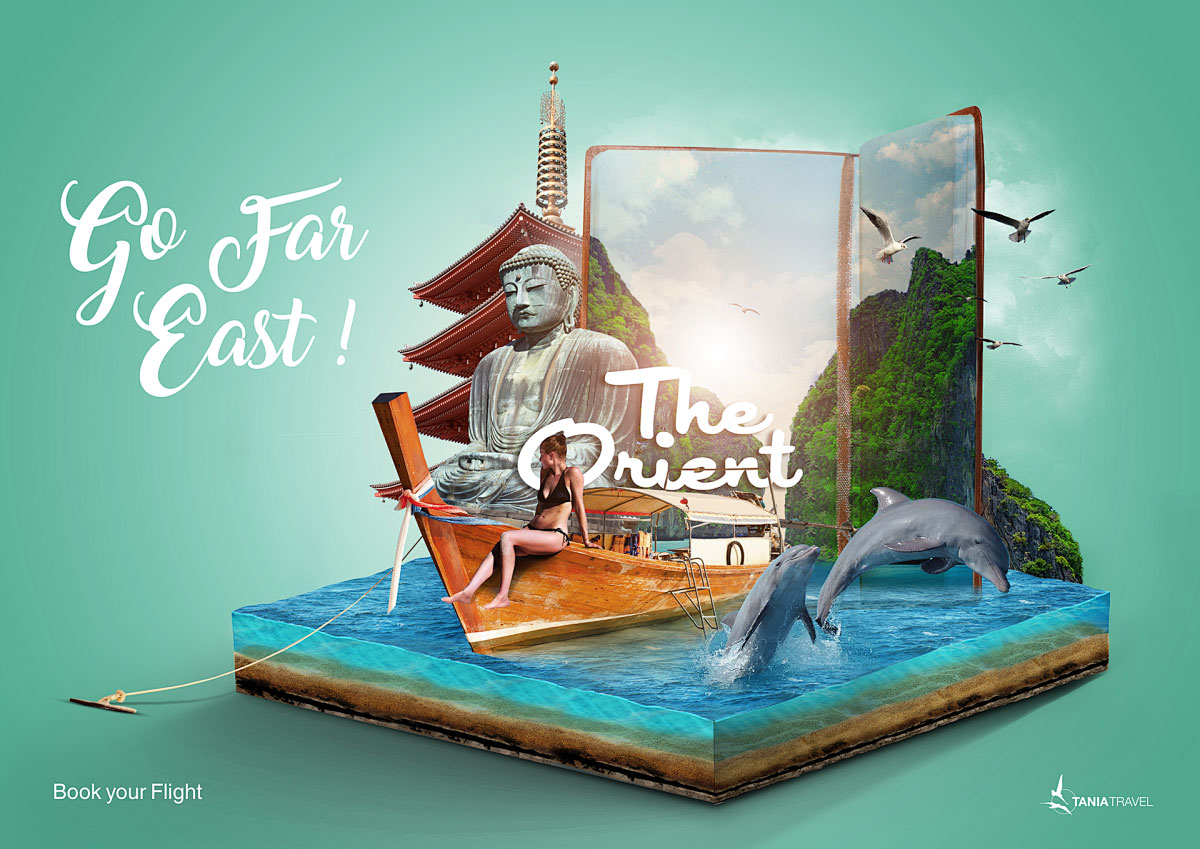 Go Far
East !
The
Orient
Book your Flight
TANIATRAVEL